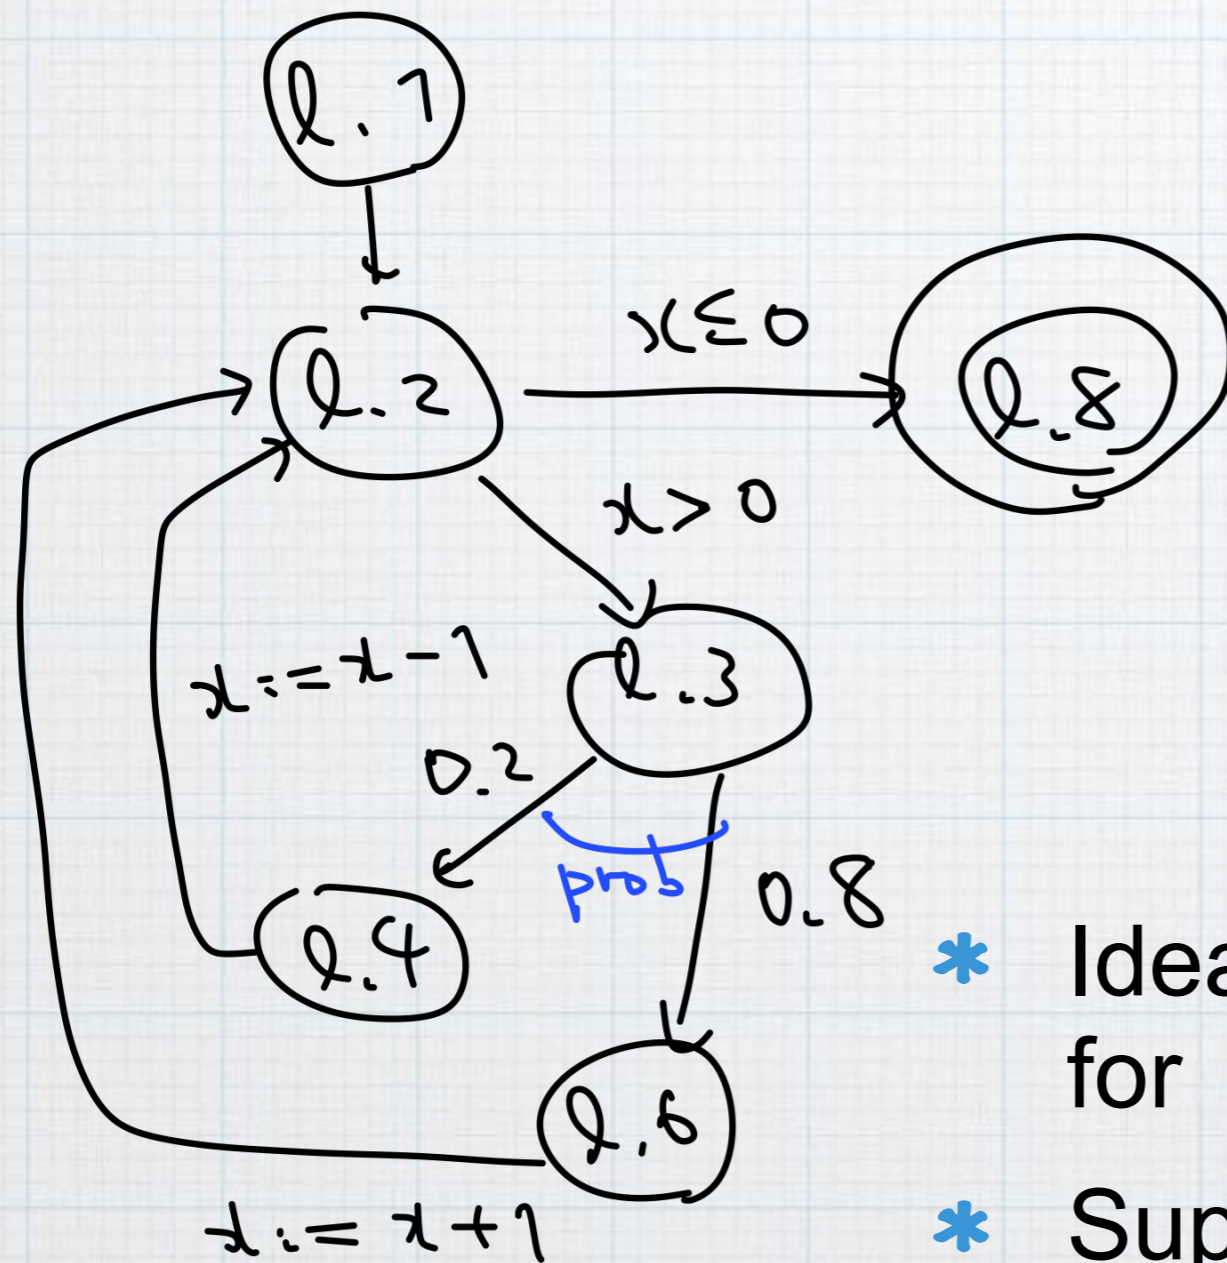 l.1
l.2
x≤0
l.8
x>0
l.3
x:=x-1
0.2
prob
0.8
l.4
l.6
x:=x+1
* Idea
for
* Sup